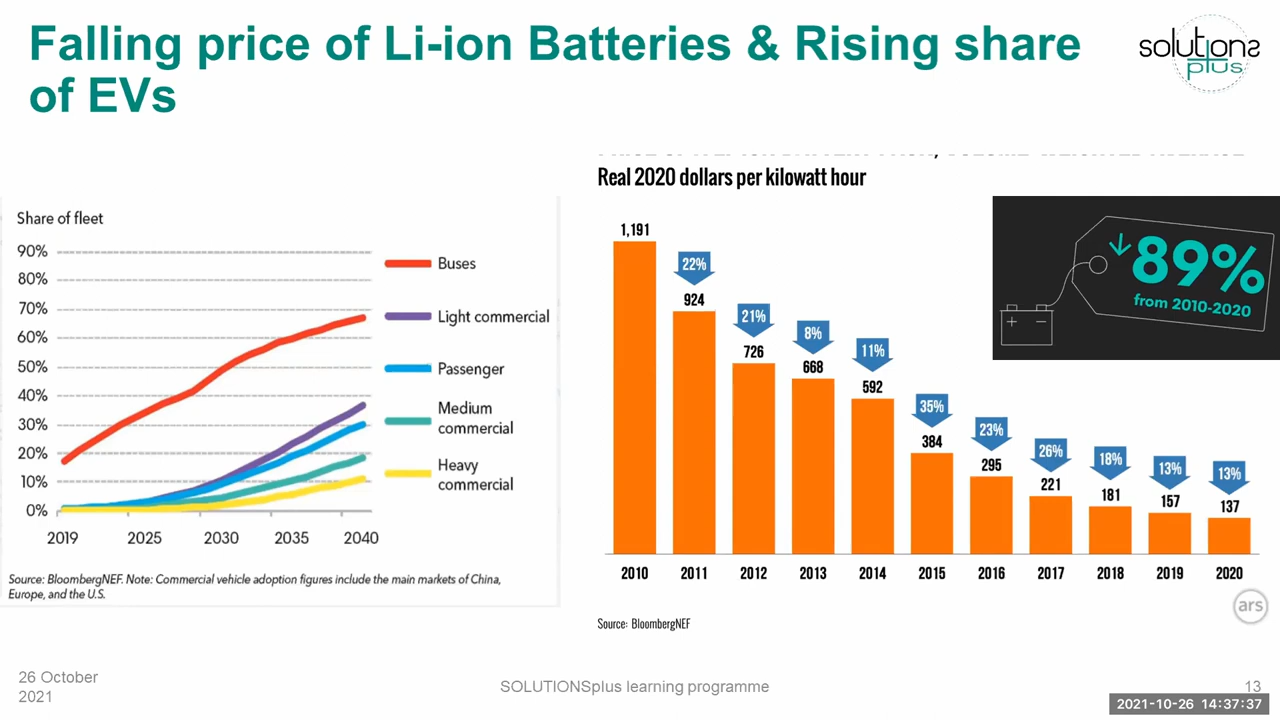 Falling price of Li-ion Batteries & Rising share
of EVs
solutions
plus
Real 2020 dollars per kilowatt hour
Share of fleet
90%
80%
70%
60%
50%
40%
30%
20%
10%
0%
2019 2025 2030 2035 2040
Buses
Light commercial
Passenger
Medium
commercial
Heavy
commercial
Source: BloombergNEF. Note: Commercial vehicle adoption figures include the main markets of China,
Europe, and the U.S.
1,191
22%
924
21%
726
8%
668
11%
592
35%
384
23%
295
26%
221
18%
181
13%
157
13%
137
2010 2011 2012 2013 2014 2015 2016 2017 2018 2019 2020
↓89%
from 2010-2020
+ −
ars
Source: BloombergNEF
26 October
2021
SOLUTIONSplus learning programme
13
2021-10-26 14:37:37